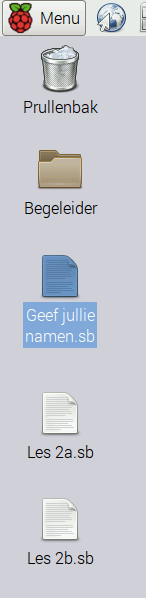 Menu
Prullenbak
Begeleider
Geef jullie
namen.sb
Les 2a.sb
Les 2b.sb